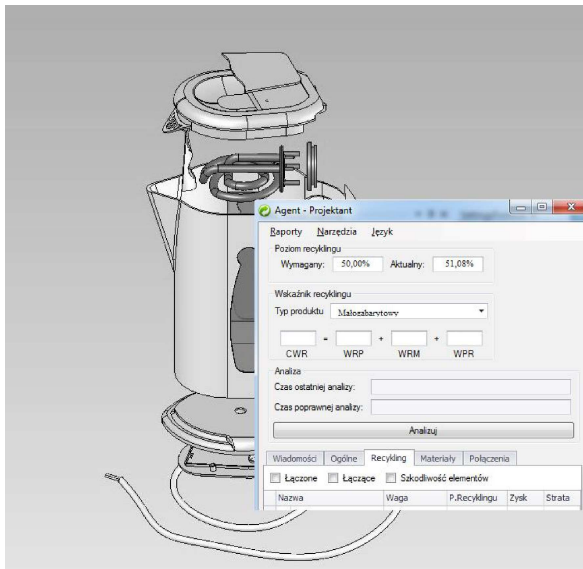 Agent - Projektant
Raporty Narzędzia Język
Poziom recyklingu
Wymagany: 50,00% Aktualny: 51,08%
Wskaźnik recyklingu
Typ produktu Małozabarytowy
= + +
CWR WRP WRM WPR
Analiza
Czas ostatniej analizy:
Czas poprawnej analizy:
Analizuj
Wiadomości Ogólne Recykling Materiały Połączenia
Łączone Łączące Szkodliwość elementów
Nazwa Waga P.Recyklingu Zysk Strata